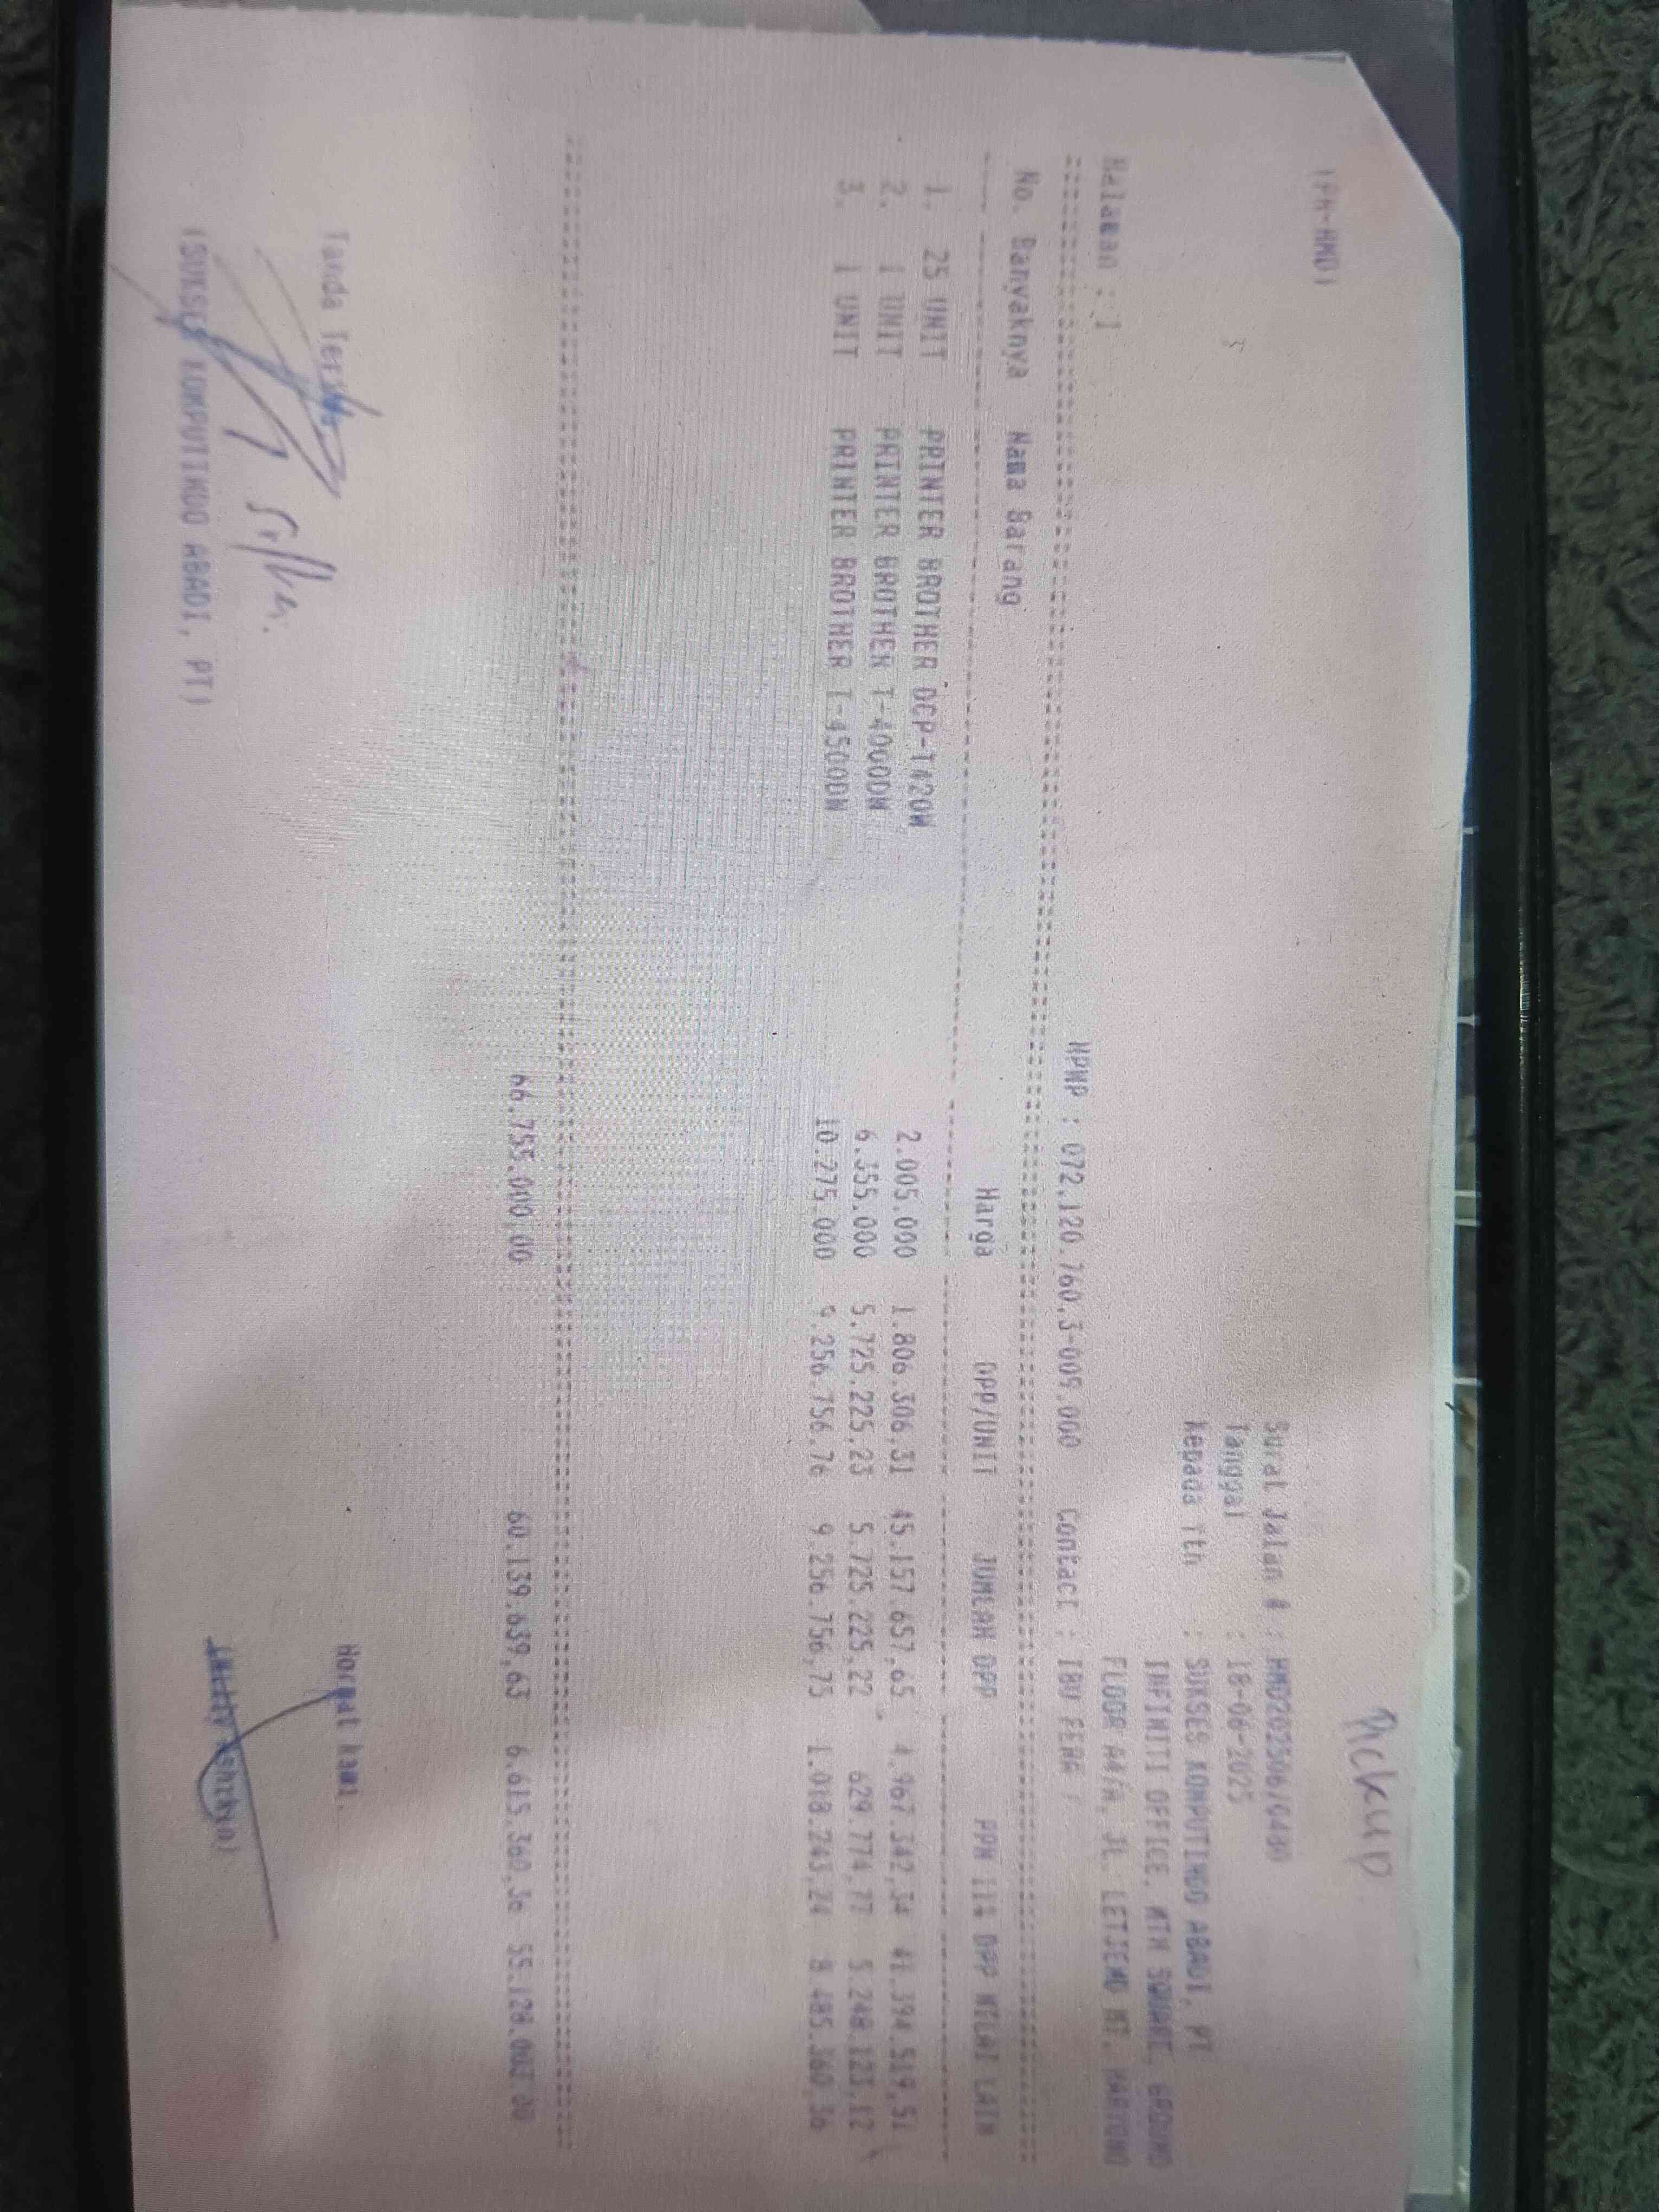 Pickup
(PH-HMD)
Surat Jalan # : HMD202506/0480
Tanggal : 18-06-2025
Kepada Yth : SUKSES KOMPUTINDO ABADI, PT
INFINITI OFFICE, MTH SQUARE, GROUND
FLOOR A4/A, JL. LETJEND MT. HARYONO
Halaman : 1
NPWP : 072.120.760.3-005.000 Contact : IBU FERA /
No. Banyaknya Nama Barang Harga DPP/UNIT JUMLAH DPP PPN 11% DPP NILAI LAIN
1. 25 UNIT PRINTER BROTHER DCP-T420W 2.005.000 1.806.306,31 45.157.657,65 4.967.342,34 41.394.519,51
2. 1 UNIT PRINTER BROTHER T-4000DW 6.355.000 5.725.225,23 5.725.225,22 629.774,77 5.248.123,12
3. 1 UNIT PRINTER BROTHER T-4500DW 10.275.000 9.256.756,76 9.256.756,75 1.018.243,24 8.485.360,36
66.755.000,00 60.139.639,63 6.615.360,36 55.128.003,00
Tanda Terima
Hormat kami,
(SUKSES KOMPUTINDO ABADI, PT)